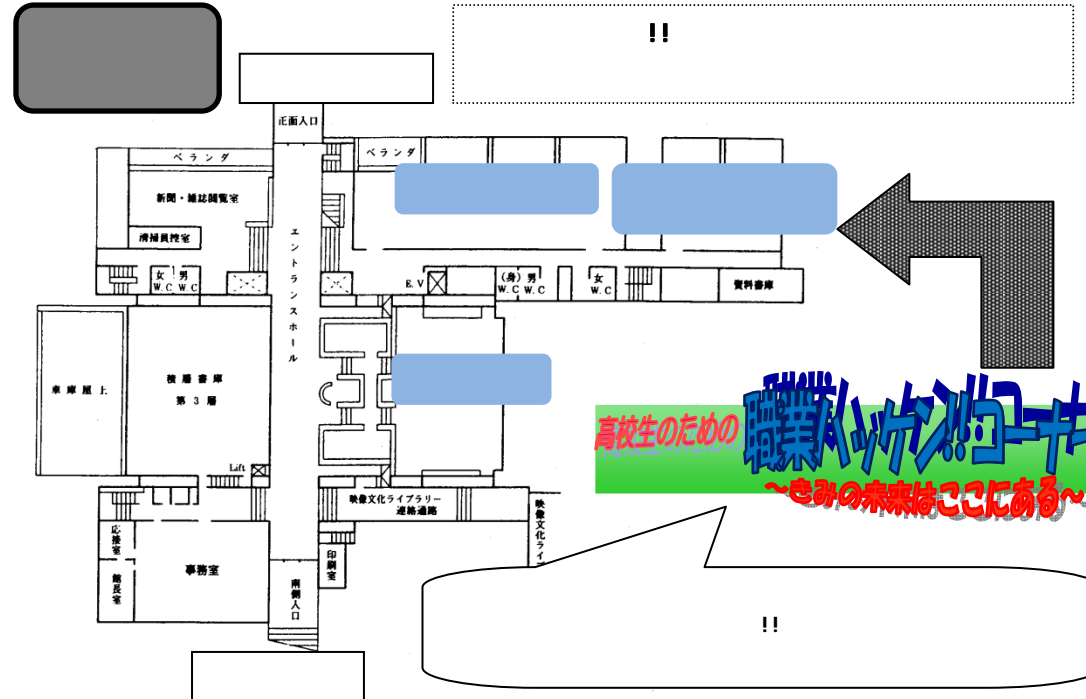 !!
正面入口
ベランダ
ベランダ
新聞・雑誌閲覧室
清掃員控室
エントランスホール
女 男
W.C W.C
E.V
(身) 男
W.C W.C
女
W.C
資料書庫
車庫屋上
積層書庫
第3層
高校生のための
職業ハッケン!!コーナー
～きみの未来はここにある～
Lift
映像文化ライブラリー
連絡通路
映像文化ライブ
応接室
館長室
事務室
印刷室
南側入口
!!